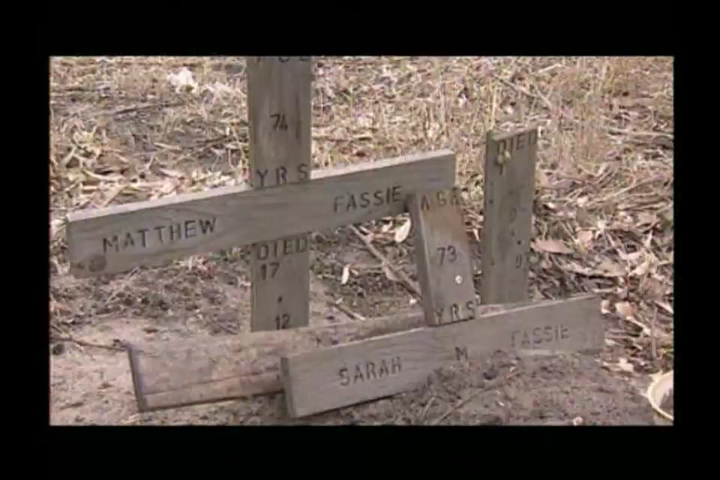 74
YRS
MATTHEW FASSIE
DIED
17
12
AGE
73
YRS
SARAH M FASSIE
DIED